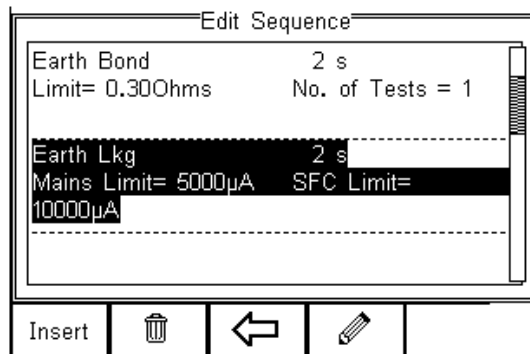 Edit Sequence
Earth Bond 2 s
Limit= 0.30Ohms No. of Tests = 1
Earth Lkg 2 s
Mains Limit= 5000µA SFC Limit=
10000µA
Insert